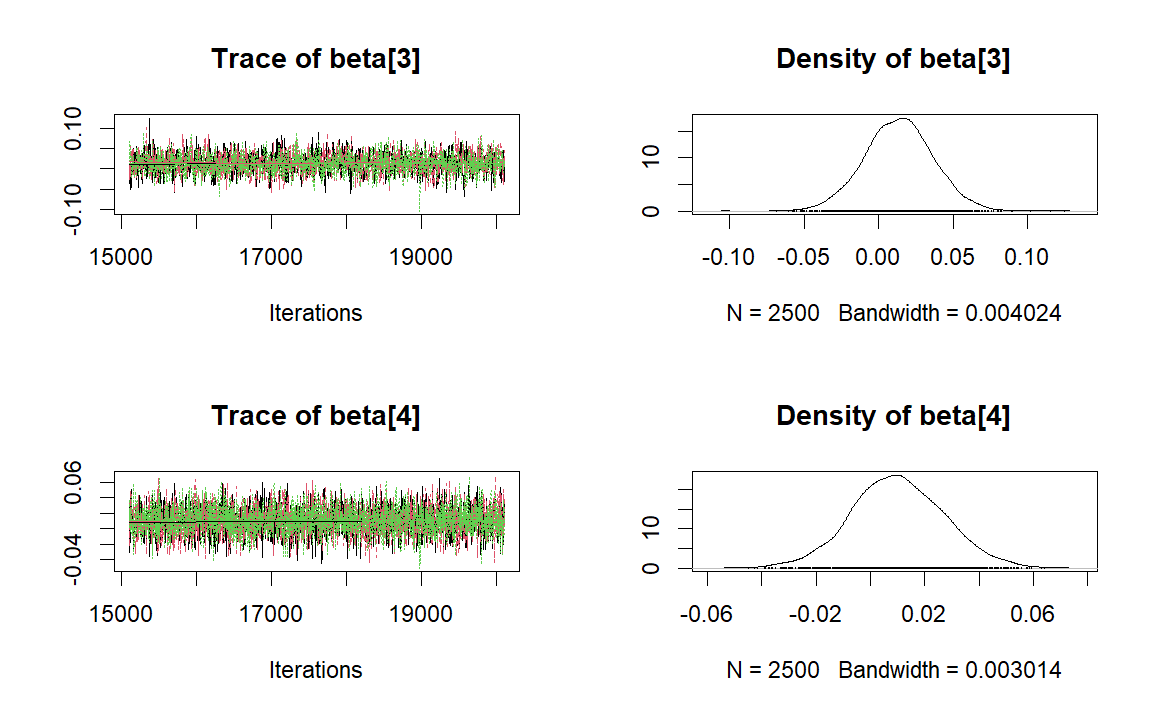 Trace of beta[3]
0.10
-0.10
15000 17000 19000
Iterations
Density of beta[3]
10
0
-0.10 -0.05 0.00 0.05 0.10
N = 2500 Bandwidth = 0.004024
Trace of beta[4]
0.06
-0.04
15000 17000 19000
Iterations
Density of beta[4]
10
0
-0.06 -0.02 0.02 0.06
N = 2500 Bandwidth = 0.003014